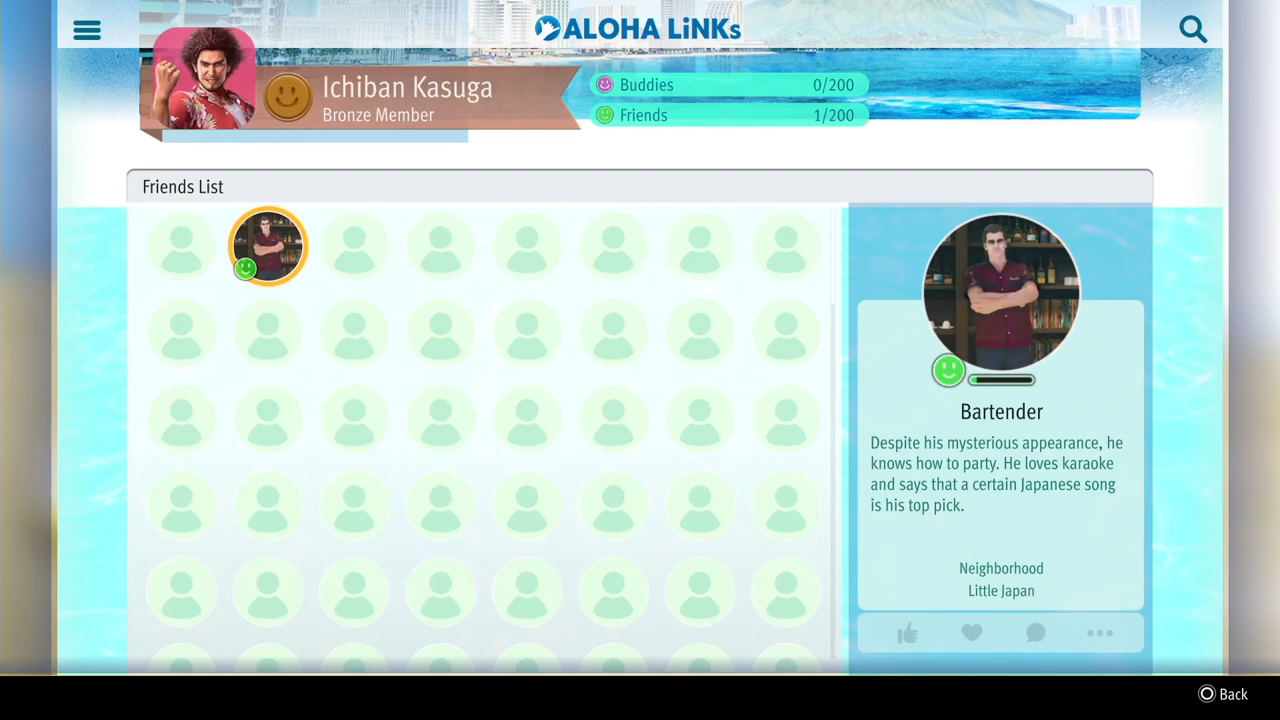 ALOHA LiNKs
Ichiban Kasuga
Bronze Member
Buddies 0/200
Friends 1/200
Friends List
Bartender
Despite his mysterious appearance, he
knows how to party. He loves karaoke
and says that a certain Japanese song
is his top pick.
Neighborhood
Little Japan
Back